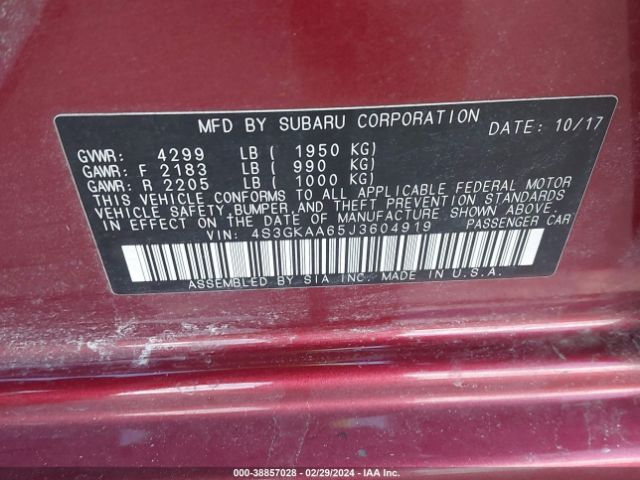 MFD BY SUBARU CORPORATION DATE: 10/17
GVWR: 4299 LB ( 1950 KG)
GAWR: F 2183 LB ( 990 KG)
GAWR: R 2205 LB ( 1000 KG)
THIS VEHICLE CONFORMS TO ALL APPLICABLE FEDERAL MOTOR
VEHICLE SAFETY,BUMPER,AND THEFT PREVENTION STANDARDS
IN EFFECT ON THE DATE OF MANUFACTURE SHOWN ABOVE.
VIN: 4S3GKAA65J3604919 PASSENGER CAR
ASSEMBLED BY SIA INC. MADE IN U.S.A.
000-38857028 - 02/29/2024 - IAA Inc.